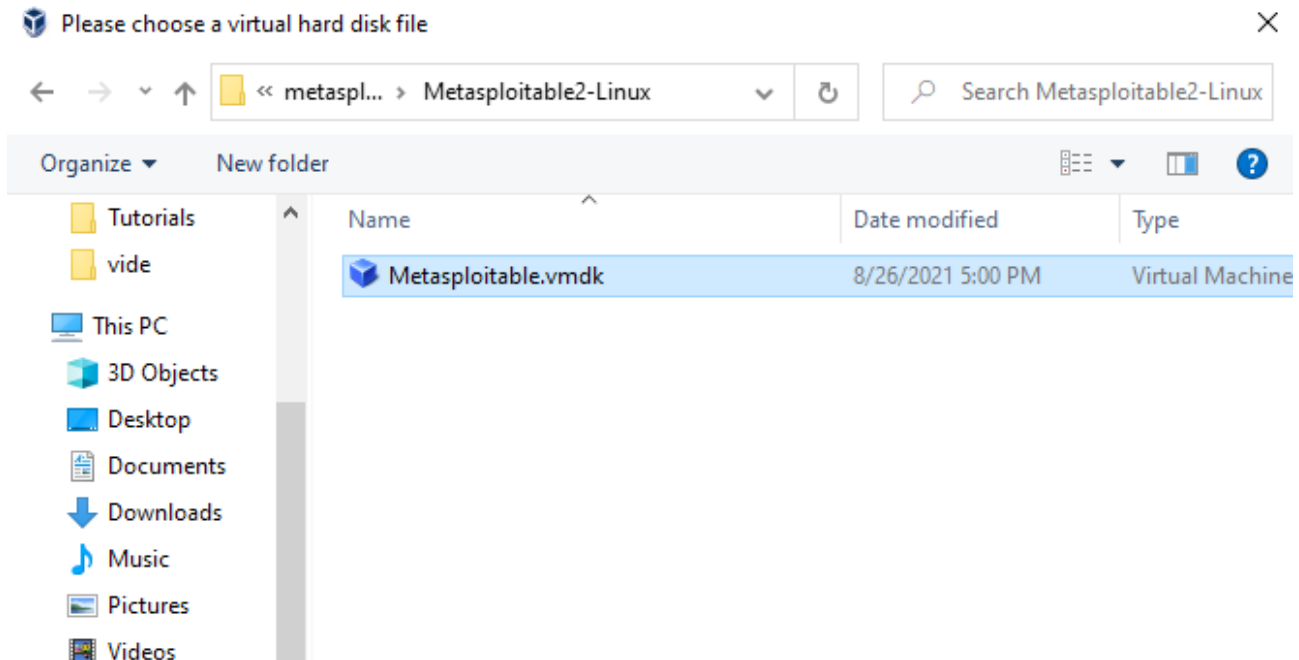 Please choose a virtual hard disk file
« metaspl... › Metasploitable2-Linux
Search Metasploitable2-Linux
Organize
New folder
?
Tutorials
vide
This PC
3D Objects
Desktop
Documents
Downloads
Music
Pictures
Videos
Name
Date modified
Type
Metasploitable.vmdk
8/26/2021 5:00 PM
Virtual Machine